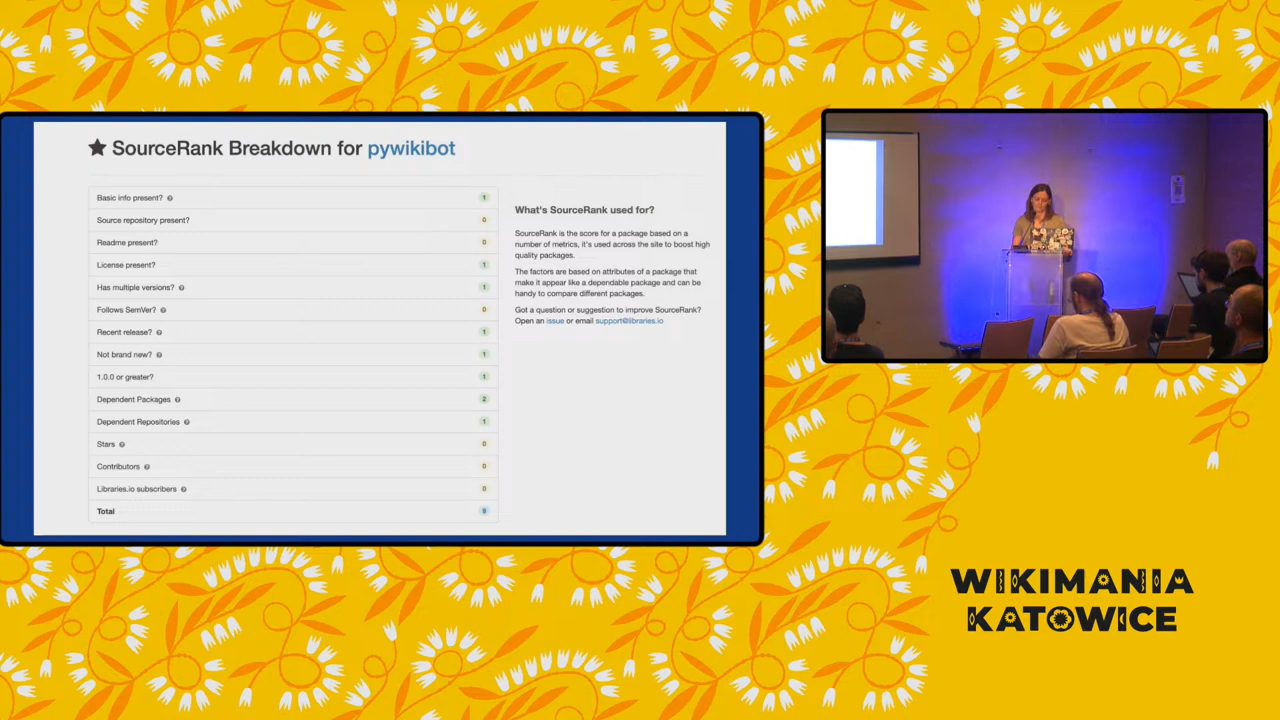 ★ SourceRank Breakdown for pywikibot
Basic info present? 1
Source repository present? 0
Readme present? 0
License present? 1
Has multiple versions? 1
Follows SemVer? 0
Recent release? 1
Not brand new? 1
1.0.0 or greater? 1
Dependent Packages 2
Dependent Repositories 1
Stars 0
Contributors 0
Libraries.io subscribers 0
Total 9
What's SourceRank used for?
SourceRank is the score for a package based on a
number of metrics, it's used across the site to boost high
quality packages.
The factors are based on attributes of a package that
make it appear like a dependable package and can be
handy to compare different packages.
Got a question or suggestion to improve SourceRank?
Open an issue or email support@libraries.io
WIKIMANIA
KATOWICE